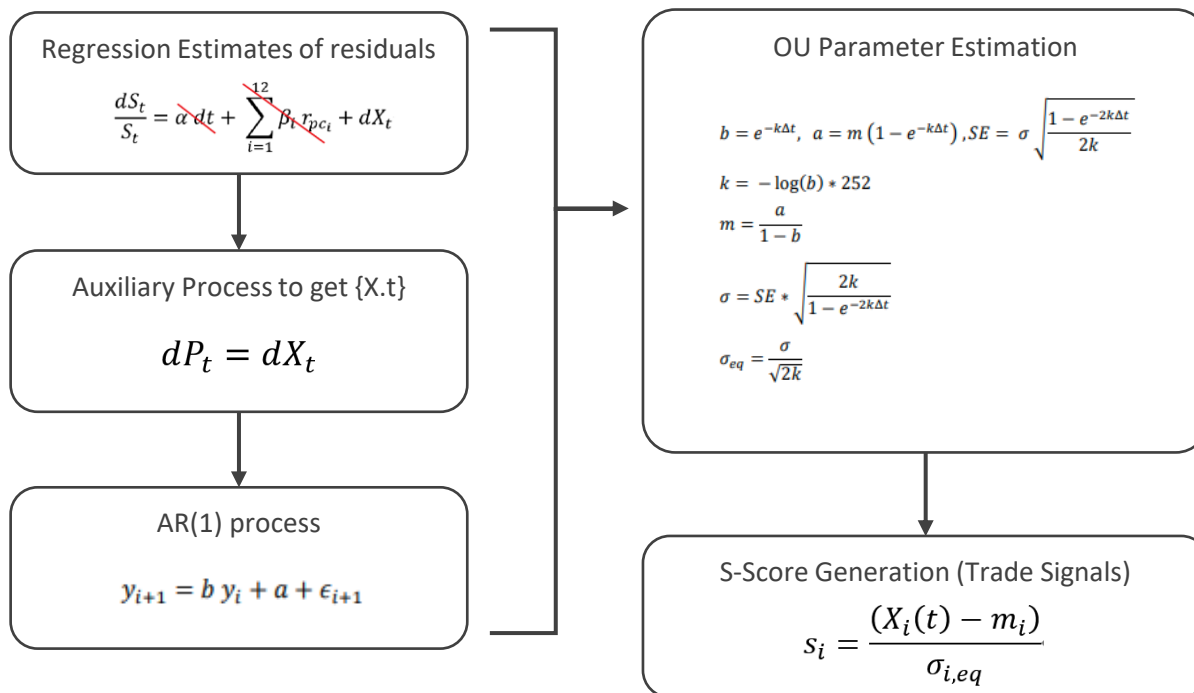 Regression Estimates of residuals
dS_t/S_t = α dt + ∑_{i=1}^{12} β_t r_{pc_i} + dX_t
Auxiliary Process to get {X.t}
dP_t = dX_t
AR(1) process
y_{i+1} = b y_i + a + ϵ_{i+1}
OU Parameter Estimation
b = e^{-kΔt}, a = m (1 − e^{-kΔt}) ,SE = σ √((1 − e^{-2kΔt})/(2k))
k = − log(b) * 252
m = a/(1 − b)
σ = SE * √(2k/(1 − e^{-2kΔt}))
σ_{eq} = σ/√(2k)
S-Score Generation (Trade Signals)
s_i = (X_i(t) − m_i)/σ_{i,eq}